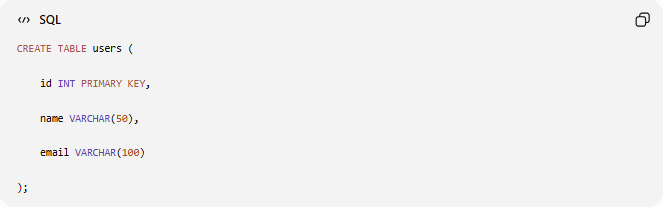 SQL
CREATE TABLE users (
id INT PRIMARY KEY,
name VARCHAR(50),
email VARCHAR(100)
);